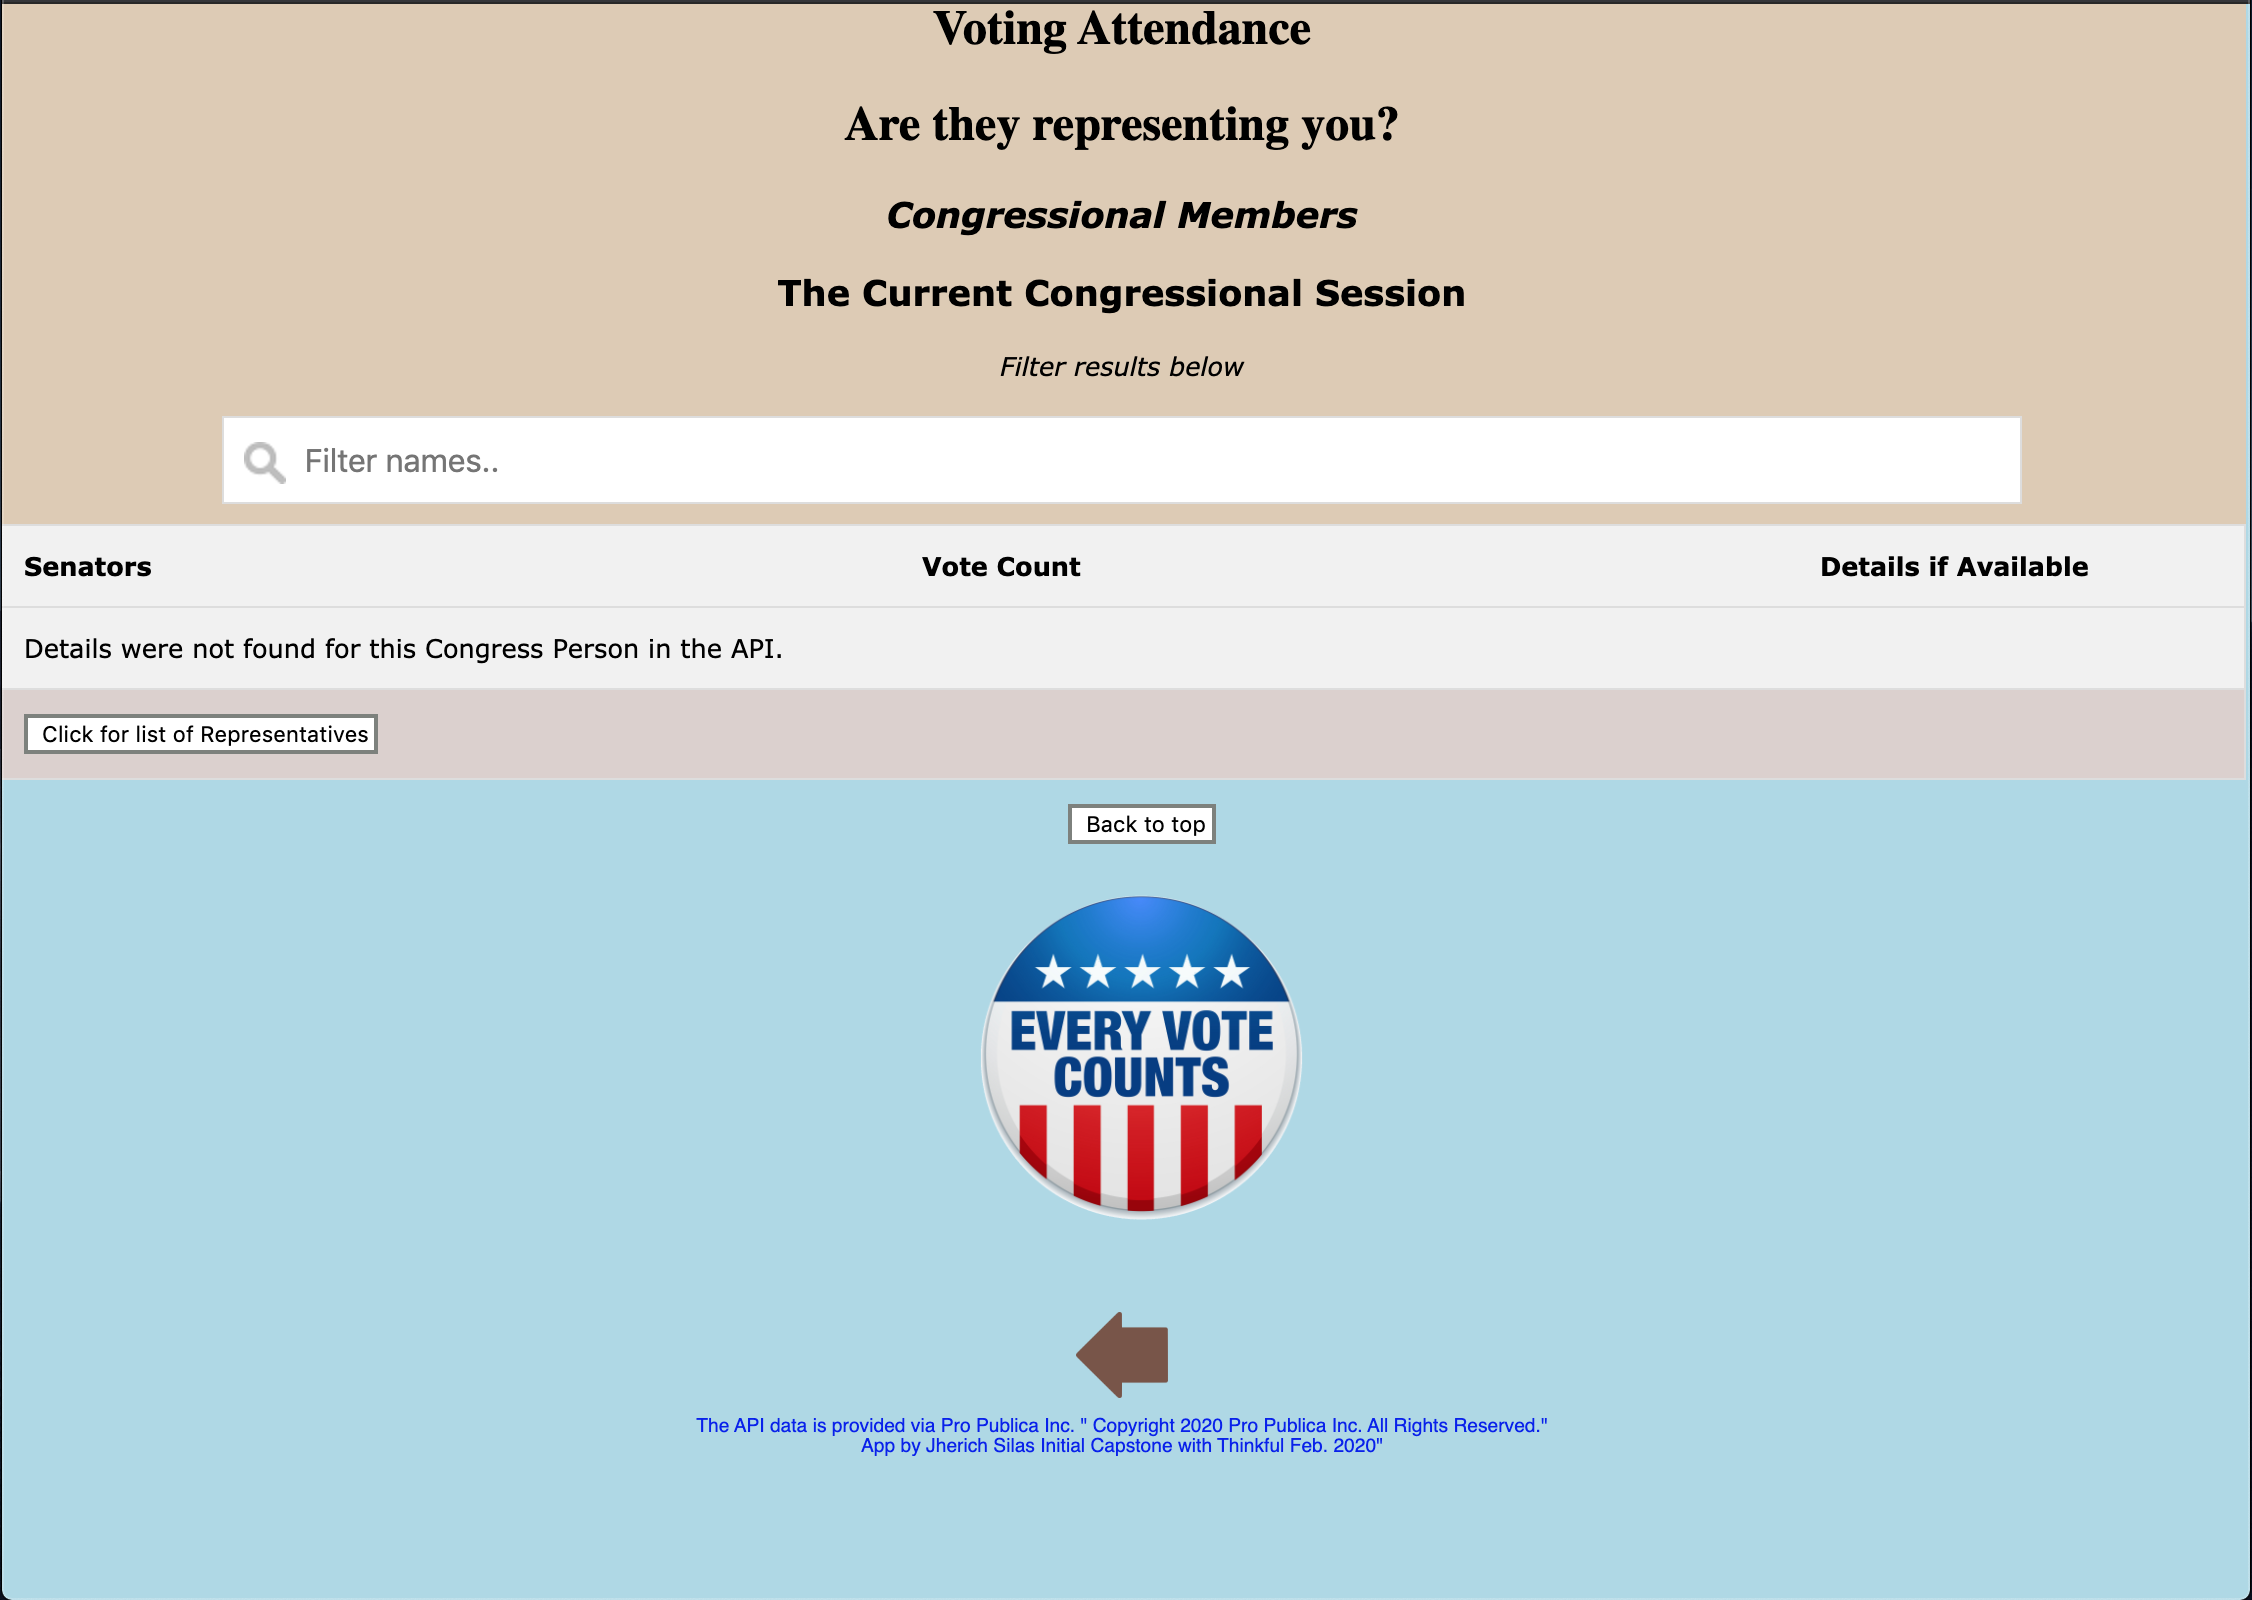 Voting Attendance
Are they representing you?
Congressional Members
The Current Congressional Session
Filter results below
Filter names..
Senators Vote Count Details if Available
Details were not found for this Congress Person in the API.
Click for list of Representatives
Back to top
EVERY VOTE
COUNTS
The API data is provided via Pro Publica Inc. " Copyright 2020 Pro Publica Inc. All Rights Reserved."
App by Jherich Silas Initial Capstone with Thinkful Feb. 2020"